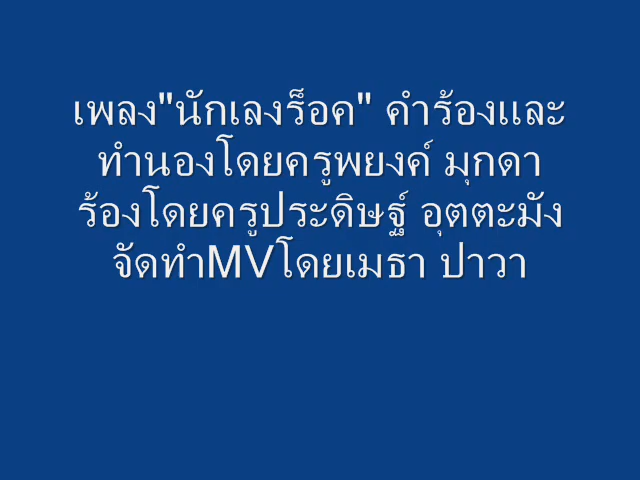 เพลง"นักเลงร็อค" คำร้องและ
ทำนองโดยครูพยงค์ มุกดา
ร้องโดยครูประดิษฐ์ อุตตะมัง
จัดทำMVโดยเมธา ปาวา